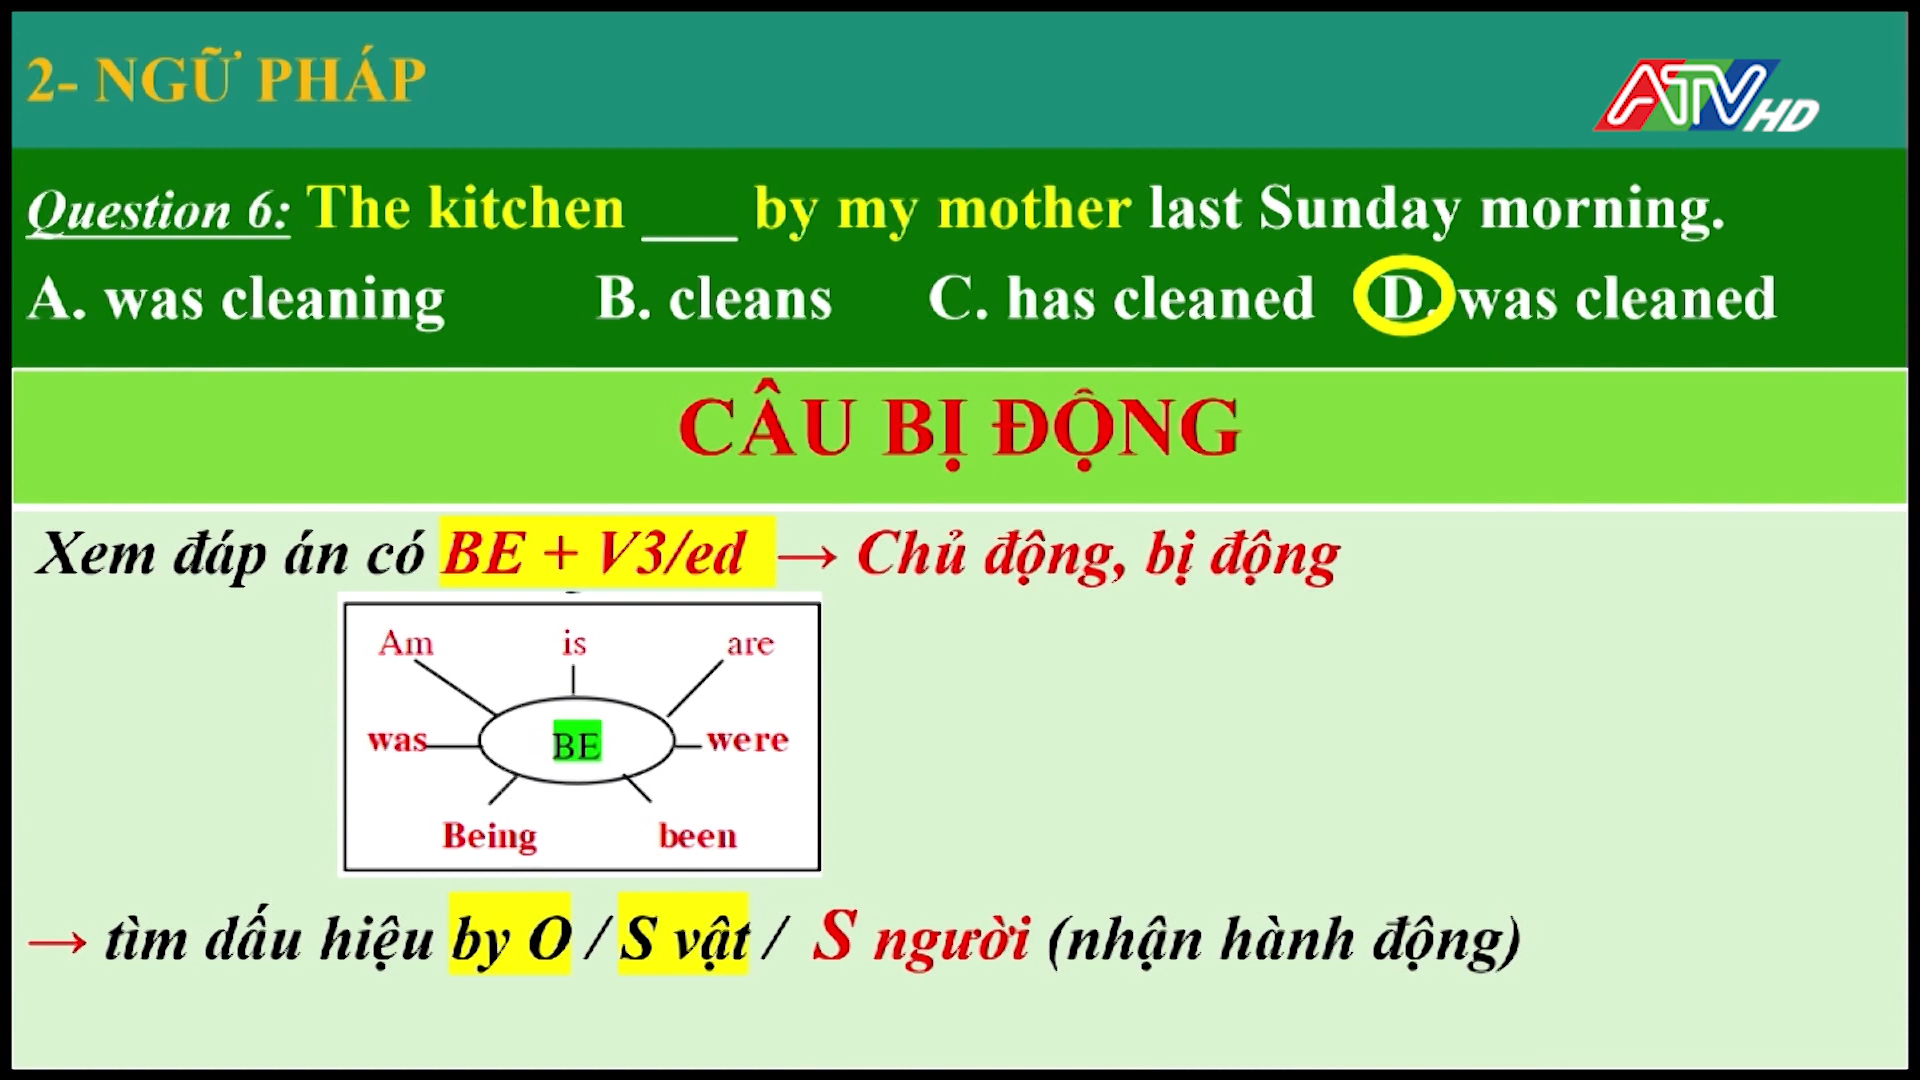 2- NGỮ PHÁP
ATV HD
Question 6: The kitchen ___ by my mother last Sunday morning.
A. was cleaning B. cleans C. has cleaned D. was cleaned
CÂU BỊ ĐỘNG
Xem đáp án có BE + V3/ed → Chủ động, bị động
Am is are
was BE were
Being been
→ tìm dấu hiệu by O / S vật / S người (nhận hành động)